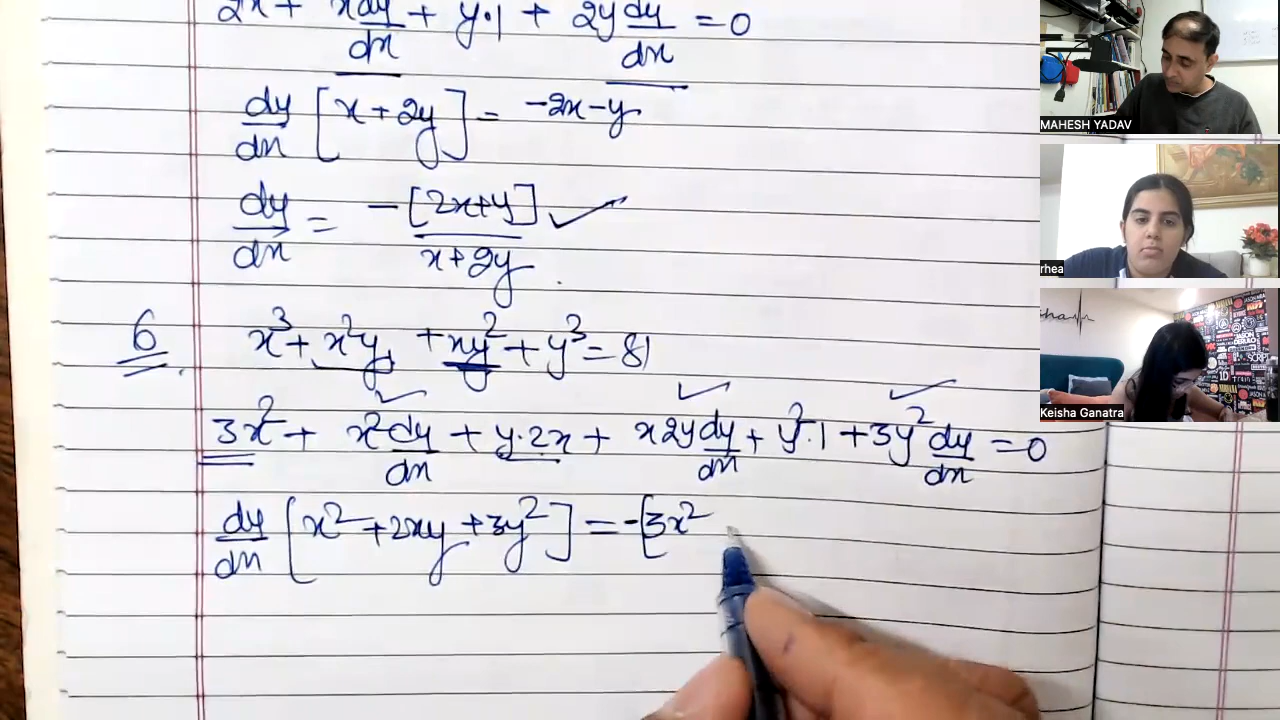 2x + x dy/dx + y·1 + 2y dy/dx = 0
dy/dx [x + 2y] = -2x - y
dy/dx = -[2x+y]/x+2y ✓
6. x³ + x²y + xy² + y³ = 81
3x² + x² dy/dx + y·2x + x2y dy/dx + y²·1 + 3y² dy/dx = 0
dy/dx [x² + 2xy + 3y²] = -[3x²
MAHESH YADAV
rhea
Keisha Ganatra